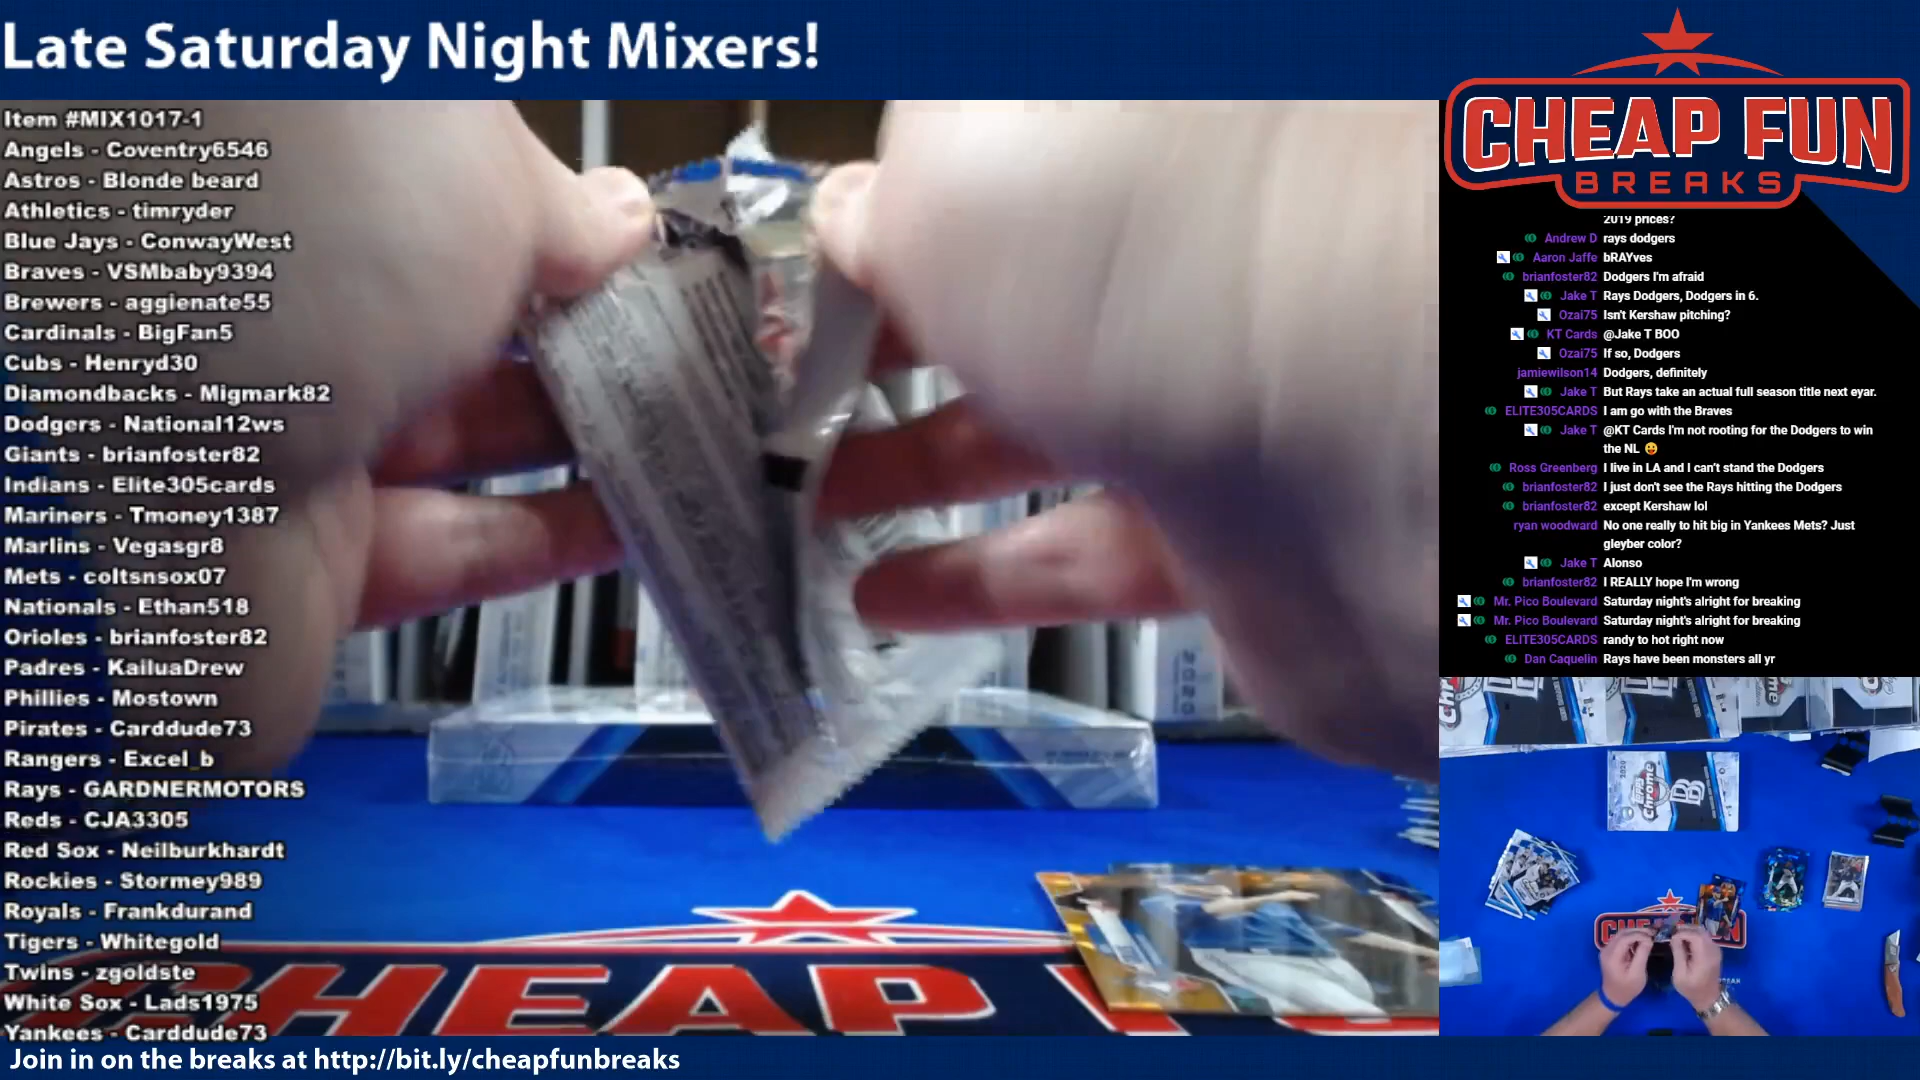 Late Saturday Night Mixers!
Item #MIX1017-1
Angels - Coventry6546
Astros - Blonde beard
Athletics - timryder
Blue Jays - ConwayWest
Braves - VSMbaby9394
Brewers - aggienate55
Cardinals - BigFan5
Cubs - Henryd30
Diamondbacks - Migmark82
Dodgers - National12ws
Giants - brianfoster82
Indians - Elite305cards
Mariners - Tmoney1387
Marlins - Vegasgr8
Mets - coltsnsox07
Nationals - Ethan518
Orioles - brianfoster82
Padres - KailuaDrew
Phillies - Mostown
Pirates - Carddude73
Rangers - Excel_b
Rays - GARDNERMOTORS
Reds - CJA3305
Red Sox - Neilburkhardt
Rockies - Stormey989
Royals - Frankdurand
Tigers - Whitegold
Twins - zgoldste
White Sox - Lads1975
Yankees - Carddude73
Join in on the breaks at http://bit.ly/cheapfunbreaks
CHEAP FUN
BREAKS
2019 prices?
Andrew D rays dodgers
Aaron Jaffe bRAYves
brianfoster82 Dodgers I'm afraid
Jake T Rays Dodgers, Dodgers in 6.
Ozai75 Isn't Kershaw pitching?
KT Cards @Jake T BOO
Ozai75 If so, Dodgers
jamiewilson14 Dodgers, definitely
Jake T But Rays take an actual full season title next eyar.
ELITE305CARDS I am go with the Braves
Jake T @KT Cards I'm not rooting for the Dodgers to win
the NL 😛
Ross Greenberg I live in LA and I can't stand the Dodgers
brianfoster82 I just don't see the Rays hitting the Dodgers
brianfoster82 except Kershaw lol
ryan woodward No one really to hit big in Yankees Mets? Just
gleyber color?
Jake T Alonso
brianfoster82 I REALLY hope I'm wrong
Mr. Pico Boulevard Saturday night's alright for breaking
Mr. Pico Boulevard Saturday night's alright for breaking
ELITE305CARDS randy to hot right now
Dan Caquelin Rays have been monsters all yr
CHEAP
2020
chrome
CHEAP FUN